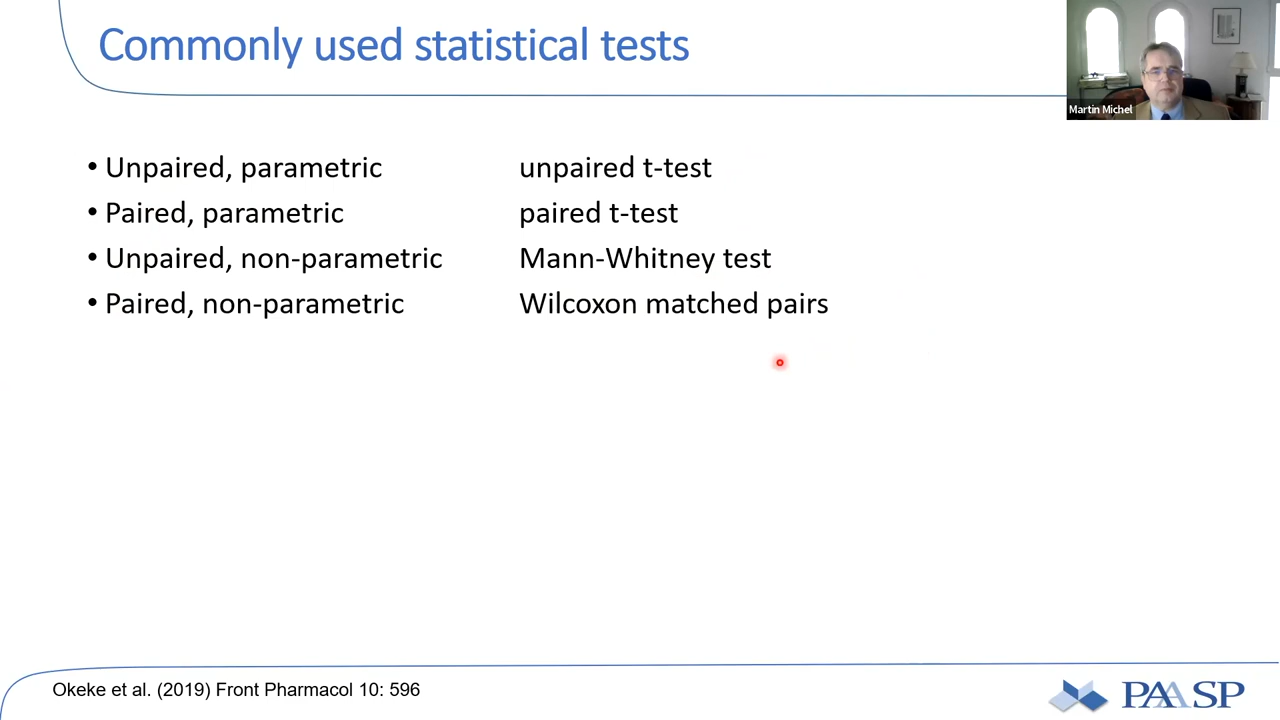 Commonly used statistical tests
Martin Michel
• Unpaired, parametric unpaired t-test
• Paired, parametric paired t-test
• Unpaired, non-parametric Mann-Whitney test
• Paired, non-parametric Wilcoxon matched pairs
Okeke et al. (2019) Front Pharmacol 10: 596
PAASP